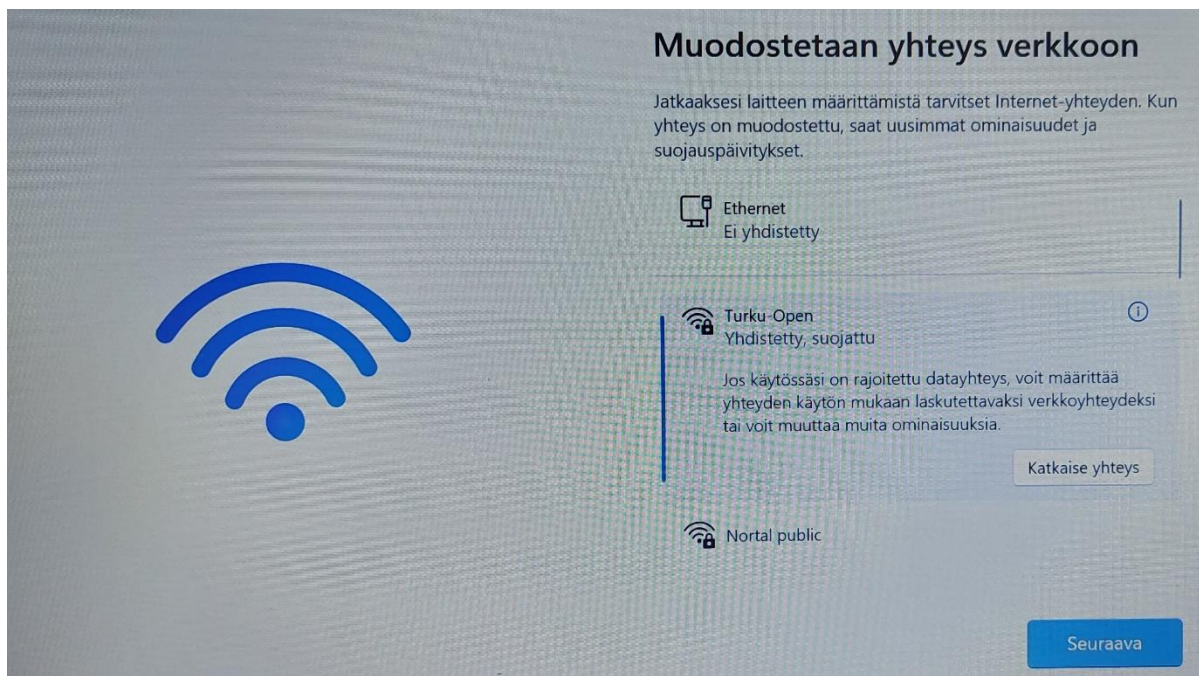 Muodostetaan yhteys verkkoon
Jatkaaksesi laitteen määrittämistä tarvitset Internet-yhteyden. Kun
yhteys on muodostettu, saat uusimmat ominaisuudet ja
suojauspäivitykset.
Ethernet
Ei yhdistetty
Turku-Open
Yhdistetty, suojattu
Jos käytössäsi on rajoitettu datayhteys, voit määrittää
yhteyden käytön mukaan laskutettavaksi verkkoyhteydeksi
tai voit muuttaa muita ominaisuuksia.
Katkaise yhteys
Nortal public
Seuraava